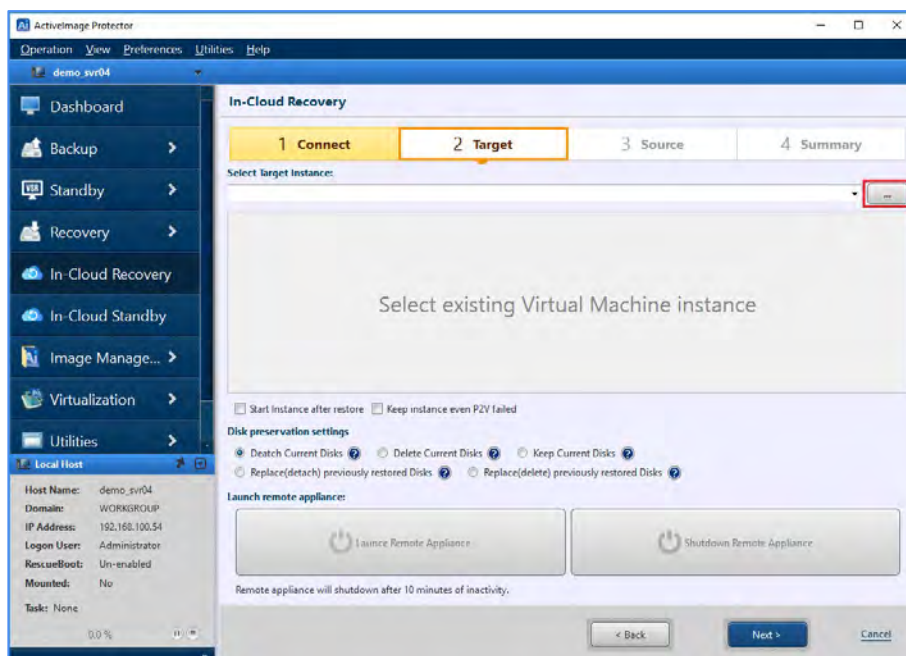 Ai ActiveImage Protector
Operation View Preferences Utilities Help
demo_svr04
Dashboard
Backup
Standby
Recovery
In-Cloud Recovery
In-Cloud Standby
Image Manage...
Virtualization
Utilities
Local Host
Host Name: demo_svr04
Domain: WORKGROUP
IP Address: 192.168.100.54
Logon User: Administrator
RescueBoot: Un-enabled
Mounted: No
Task: None
0.0 %
In-Cloud Recovery
1 Connect 2 Target 3 Source 4 Summary
Select Target Instance:
...
Select existing Virtual Machine instance
Start Instance after restore Keep instance even P2V failed
Disk preservation settings
Deatch Current Disks ? Delete Current Disks ? Keep Current Disks ?
Replace(detach) previously restored Disks ? Replace(delete) previously restored Disks ?
Launch remote appliance:
Launce Remote Appliance Shutdown Remote Appliance
Remote appliance will shutdown after 10 minutes of inactivity.
< Back Next > Cancel